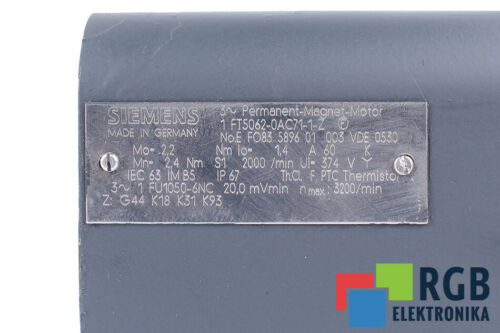 SIEMENS
3~ Permanent-Magnet-Motor
1 FT5062-0AC71-1-Z
MADE IN GERMANY
No.E FO83 5896 01 003 VDE 0530
Mo= 2,2 Nm Io= 1,4 A 60 K
M= 2,4 Nm S1 2000 /min Ui= 374 V Y
IEC 63 IM B5 IP 67 Th.Cl. F PTC Thermistor
3~ 1 FU1050-6NC 20,0 mV·min n max.: 3200/min
Z: G44 K18 K31 K93
RGB
ELEKTRONIKA